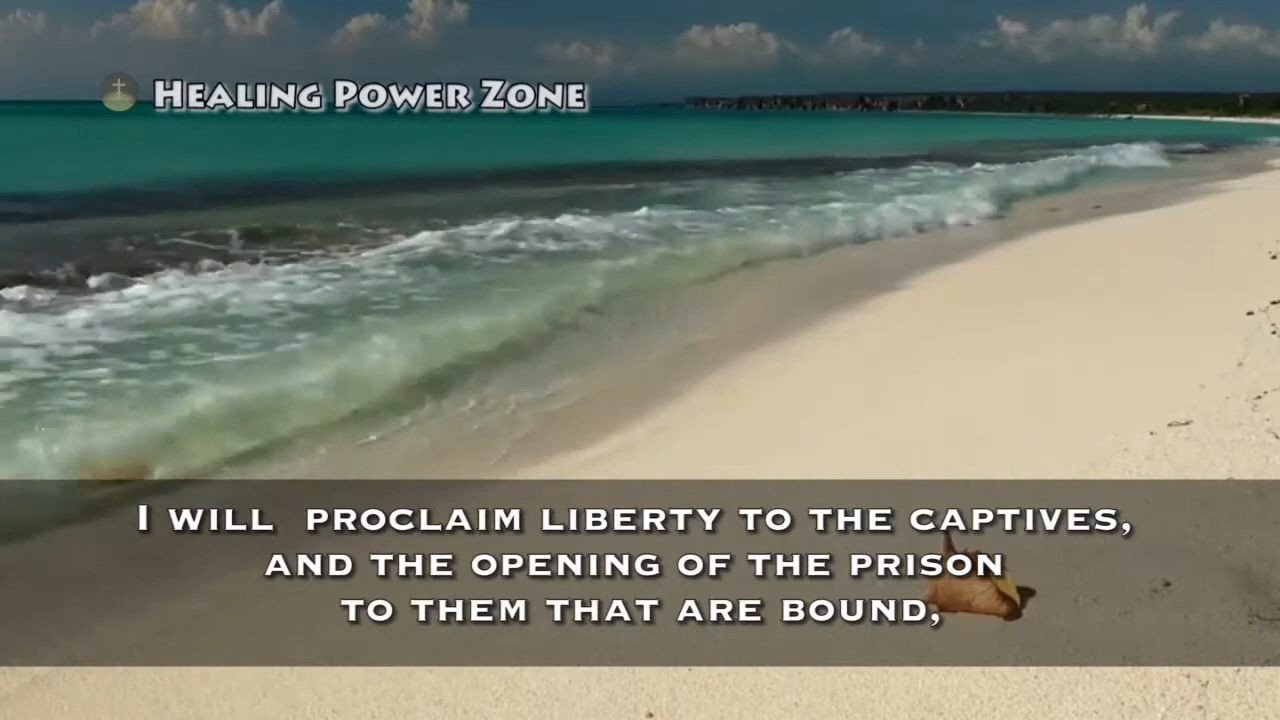 Healing Power Zone
I WILL  PROCLAIM LIBERTY TO THE CAPTIVES,
AND THE OPENING OF THE PRISON
TO THEM THAT ARE BOUND,